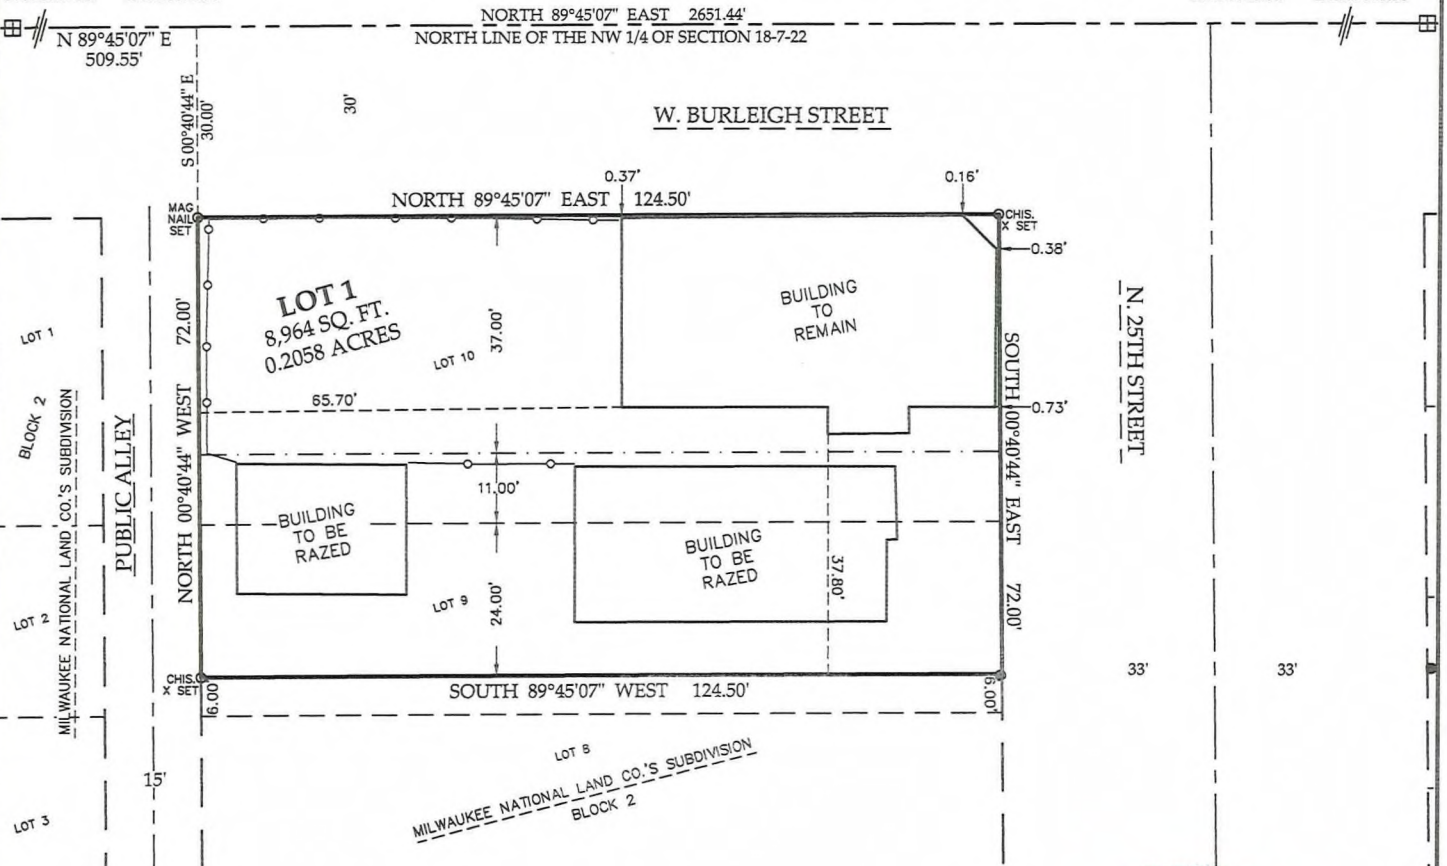 NORTH 89°45'07" EAST 2651.44'
NORTH LINE OF THE NW 1/4 OF SECTION 18-7-22
N 89°45'07" E
509.55'
S 00°40'44" E
30.00'
30'
W. BURLEIGH STREET
0.37'
0.16'
NORTH 89°45'07" EAST 124.50'
MAG
NAIL
SET
CHIS.
X SET
0.38'
LOT 1
8,964 SQ. FT.
0.2058 ACRES
72.00'
37.00'
LOT 10
BUILDING
TO
REMAIN
N. 25TH STREET
LOT 1
BLOCK 2
MILWAUKEE NATIONAL LAND CO.'S SUBDIVISION
PUBLIC ALLEY
NORTH 00°40'44" WEST
65.70'
0.73'
SOUTH 00°40'44" EAST 72.00'
11.00'
BUILDING
TO BE
RAZED
BUILDING
TO BE
RAZED
37.80'
LOT 9
24.00'
LOT 2
33'
33'
CHIS.
X SET
6.00
SOUTH 89°45'07" WEST 124.50'
6.00'
LOT 8
MILWAUKEE NATIONAL LAND CO.'S SUBDIVISION
BLOCK 2
15'
LOT 3